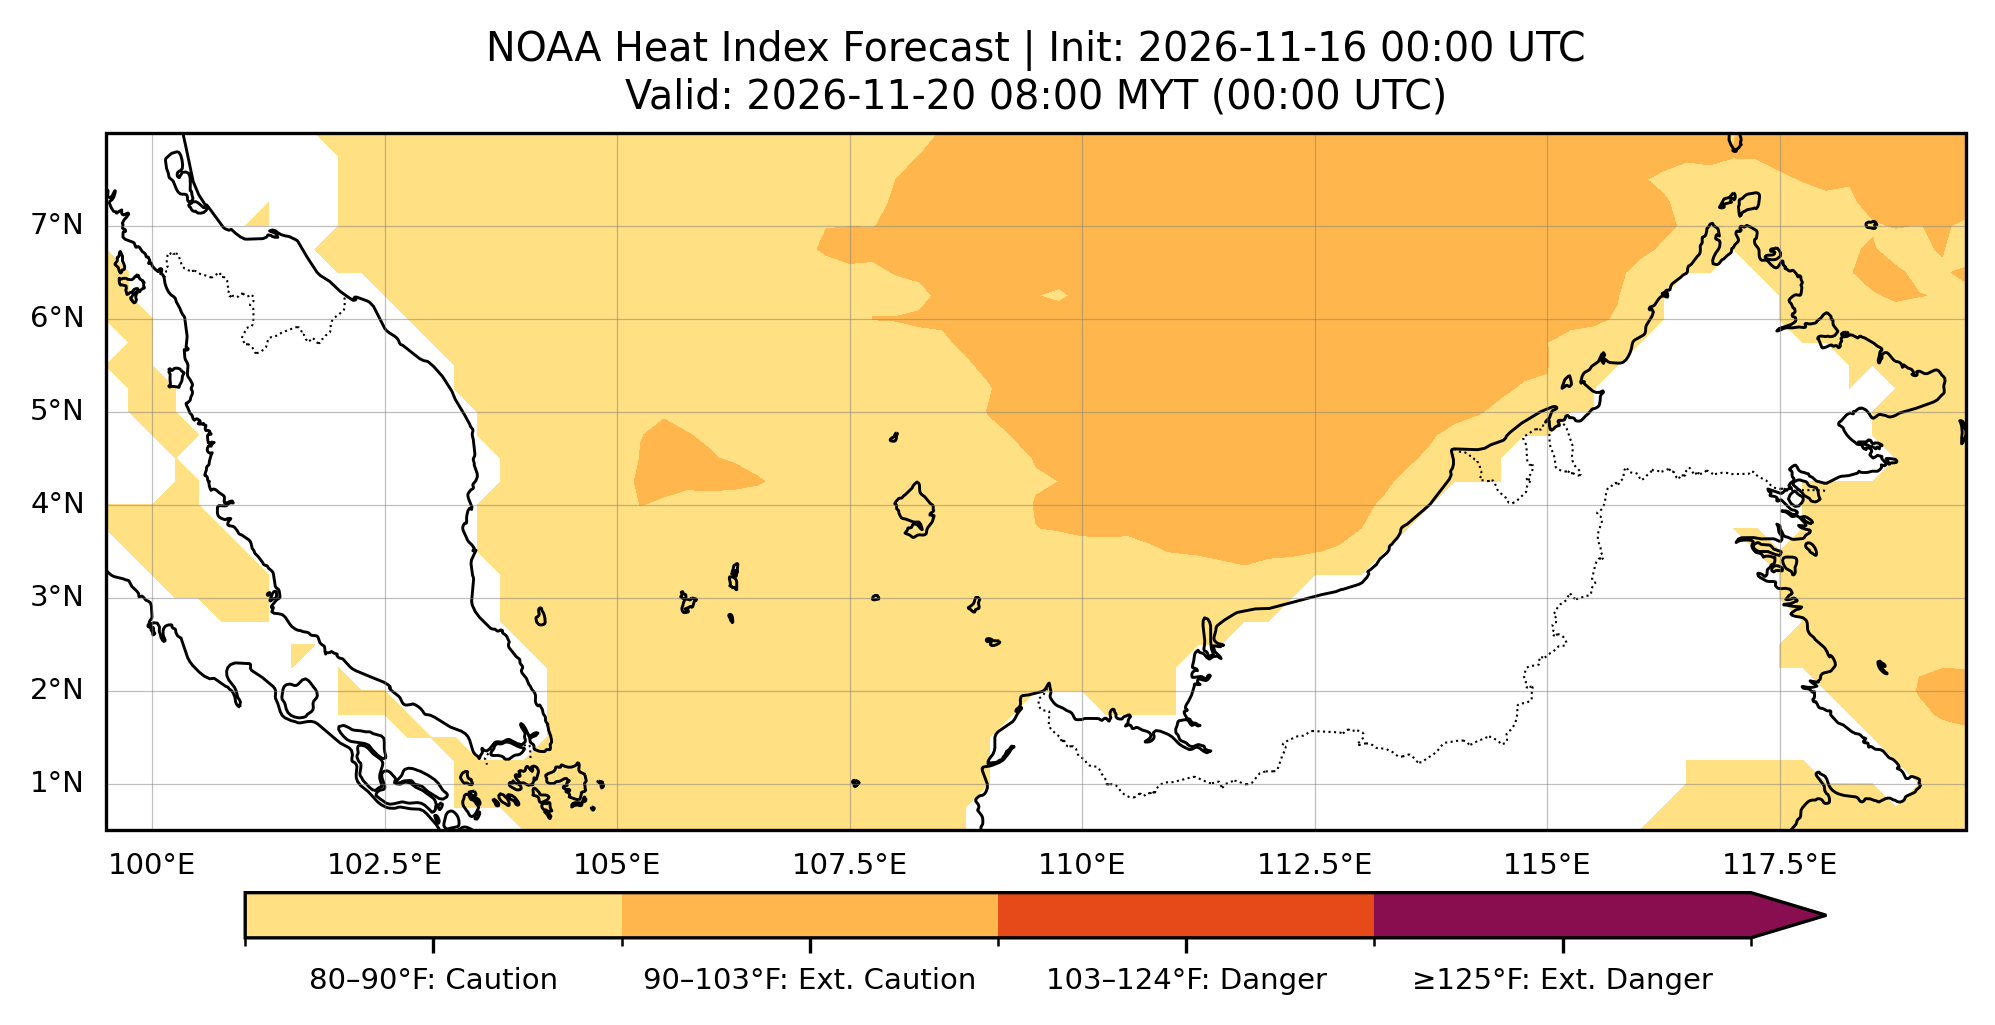 NOAA Heat Index Forecast | Init: 2026-11-16 00:00 UTC
Valid: 2026-11-20 08:00 MYT (00:00 UTC)
7°N
6°N
5°N
4°N
3°N
2°N
1°N
100°E 102.5°E 105°E 107.5°E 110°E 112.5°E 115°E 117.5°E
80–90°F: Caution 90–103°F: Ext. Caution 103–124°F: Danger ≥125°F: Ext. Danger